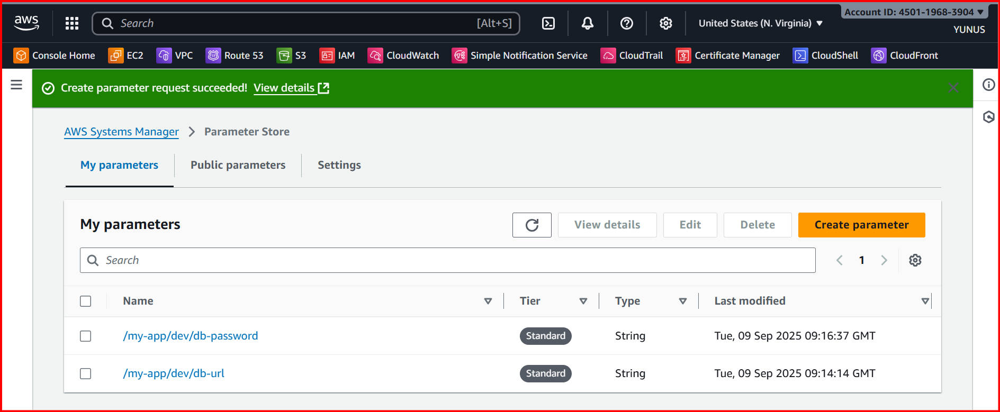 aws
Search [Alt+S]
United States (N. Virginia)
Account ID: 4501-1968-3904
YUNUS
Console Home EC2 VPC Route 53 S3 IAM CloudWatch Simple Notification Service CloudTrail Certificate Manager CloudShell CloudFront
Create parameter request succeeded! View details
AWS Systems Manager > Parameter Store
My parameters Public parameters Settings
My parameters
View details Edit Delete Create parameter
Search
1
Name Tier Type Last modified
/my-app/dev/db-password Standard String Tue, 09 Sep 2025 09:16:37 GMT
/my-app/dev/db-url Standard String Tue, 09 Sep 2025 09:14:14 GMT